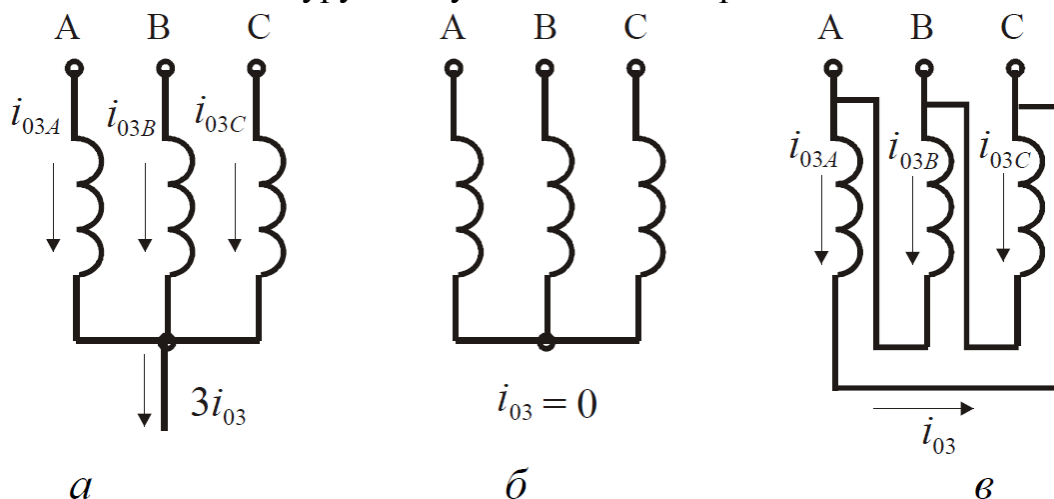 A B C A B C A B C
i03A i03B i03C i03A i03B i03C
3i03 i03 = 0 i03
а б в